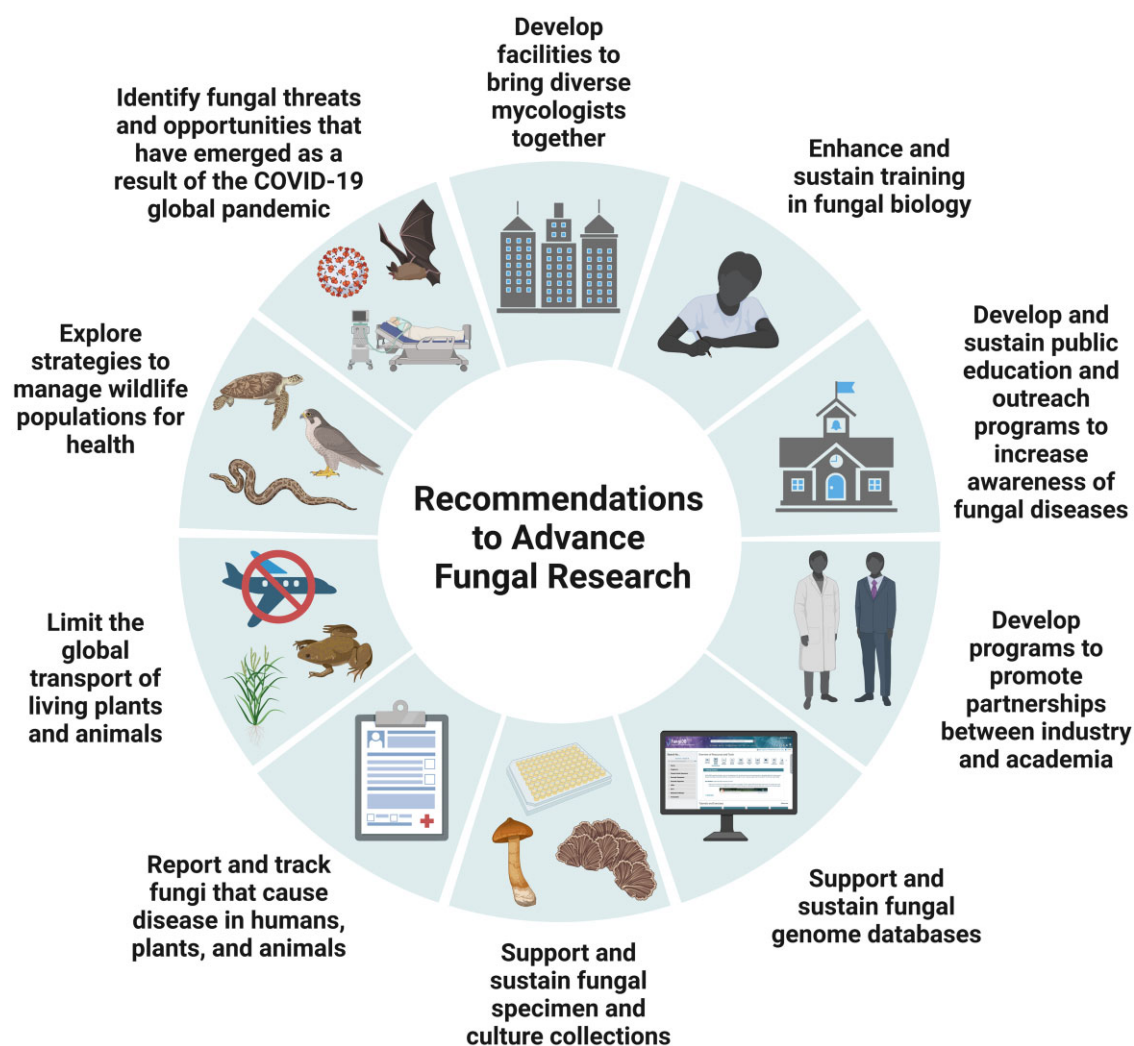 Develop
facilities to
bring diverse
mycologists
together
Enhance and
sustain training
in fungal biology
Develop and
sustain public
education and
outreach
programs to
increase
awareness of
fungal diseases
Develop
programs to
promote
partnerships
between industry
and academia
Support and
sustain fungal
genome databases
Support and
sustain fungal
specimen and
culture collections
Report and track
fungi that cause
disease in humans,
plants, and animals
Limit the
global
transport of
living plants
and animals
Explore
strategies to
manage wildlife
populations for
health
Identify fungal threats
and opportunities that
have emerged as a
result of the COVID-19
global pandemic
Recommendations
to Advance
Fungal Research